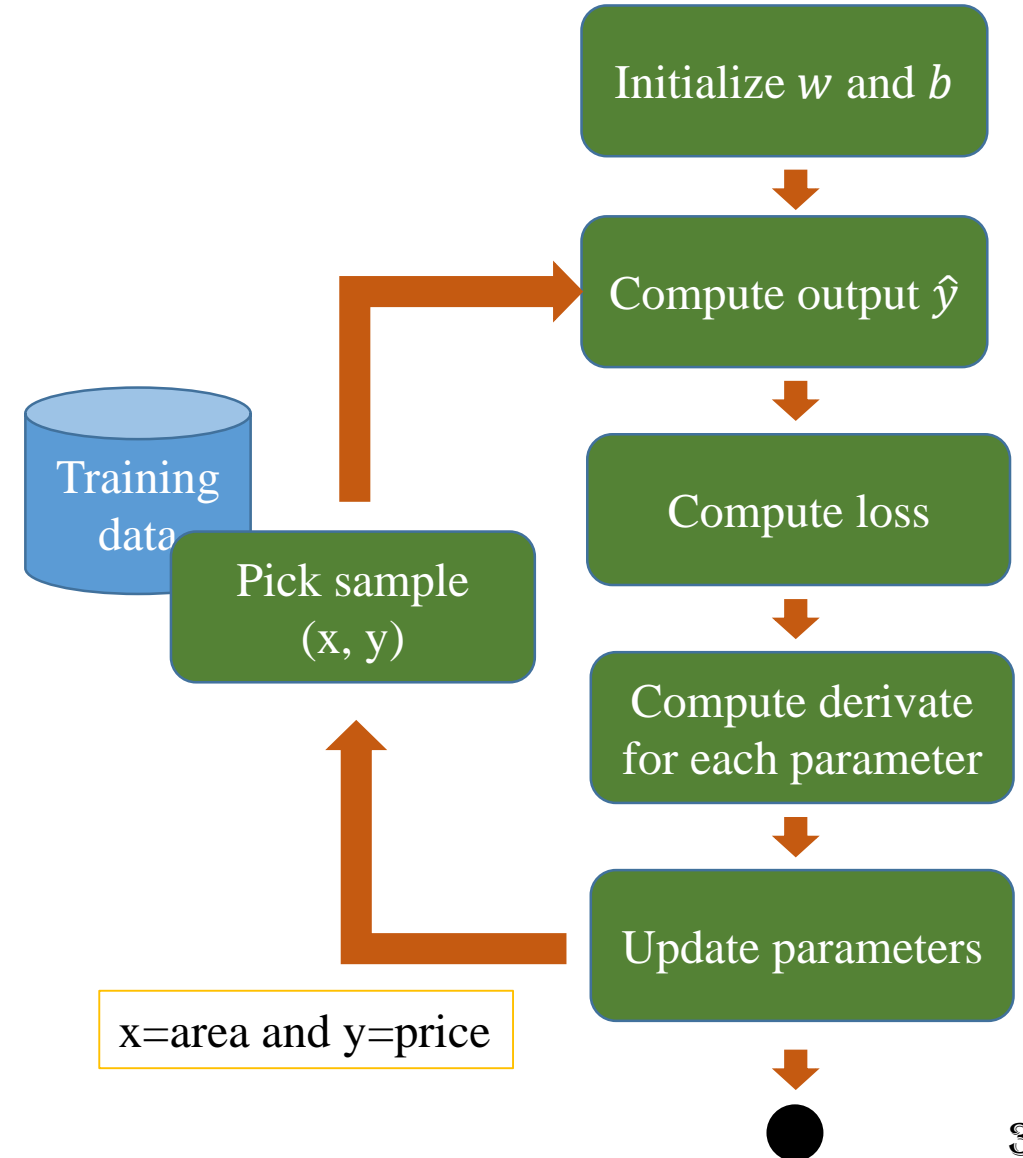 Initialize 𝑤 and 𝑏
Compute output ŷ
Compute loss
Compute derivate
for each parameter
Update parameters
Training
data
Pick sample
(x, y)
x=area and y=price
3